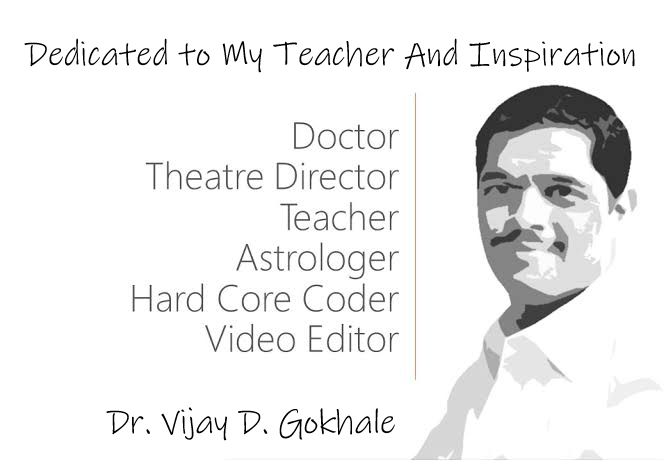 Dedicated to My Teacher And Inspiration
Doctor
Theatre Director
Teacher
Astrologer
Hard Core Coder
Video Editor
Dr. Vijay D. Gokhale